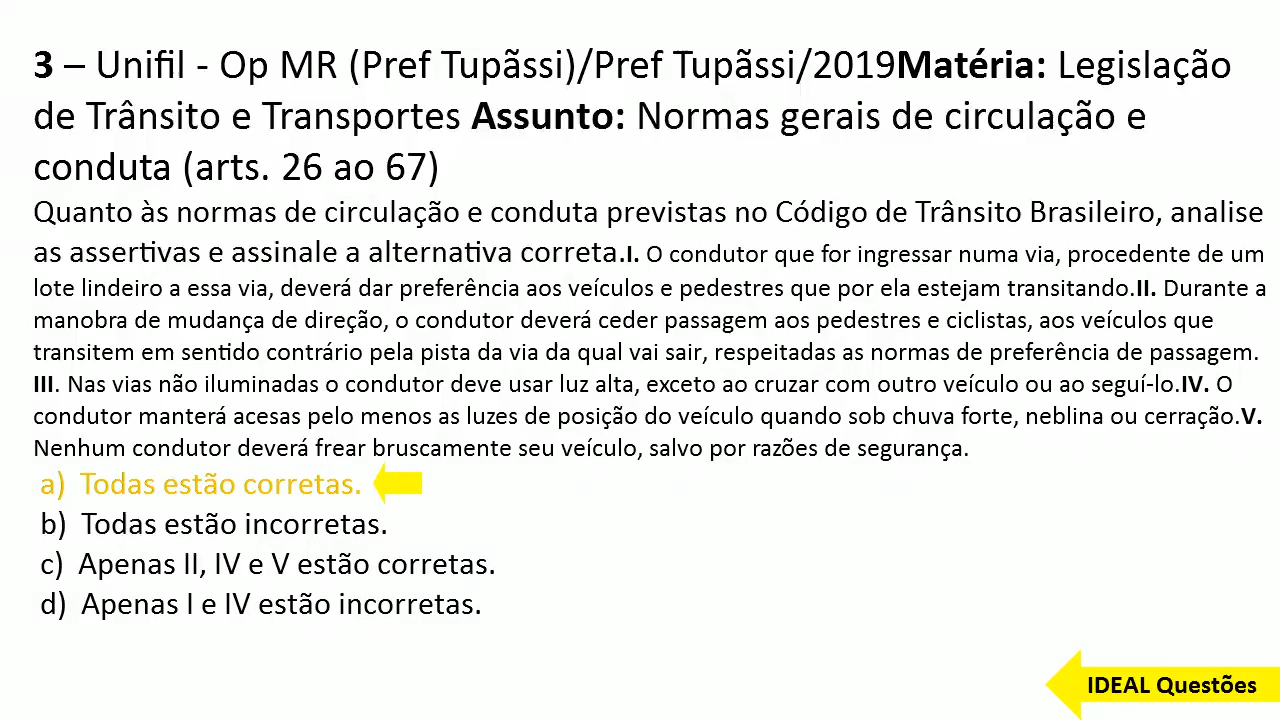 3 – Unifil - Op MR (Pref Tupãssi)/Pref Tupãssi/2019Matéria: Legislação
de Trânsito e Transportes Assunto: Normas gerais de circulação e
conduta (arts. 26 ao 67)
Quanto às normas de circulação e conduta previstas no Código de Trânsito Brasileiro, analise
as assertivas e assinale a alternativa correta.I. O condutor que for ingressar numa via, procedente de um
lote lindeiro a essa via, deverá dar preferência aos veículos e pedestres que por ela estejam transitando.II. Durante a
manobra de mudança de direção, o condutor deverá ceder passagem aos pedestres e ciclistas, aos veículos que
transitem em sentido contrário pela pista da via da qual vai sair, respeitadas as normas de preferência de passagem.
III. Nas vias não iluminadas o condutor deve usar luz alta, exceto ao cruzar com outro veículo ou ao seguí-lo.IV. O
condutor manterá acesas pelo menos as luzes de posição do veículo quando sob chuva forte, neblina ou cerração.V.
Nenhum condutor deverá frear bruscamente seu veículo, salvo por razões de segurança.
a) Todas estão corretas.
b) Todas estão incorretas.
c) Apenas II, IV e V estão corretas.
d) Apenas I e IV estão incorretas.
IDEAL Questões